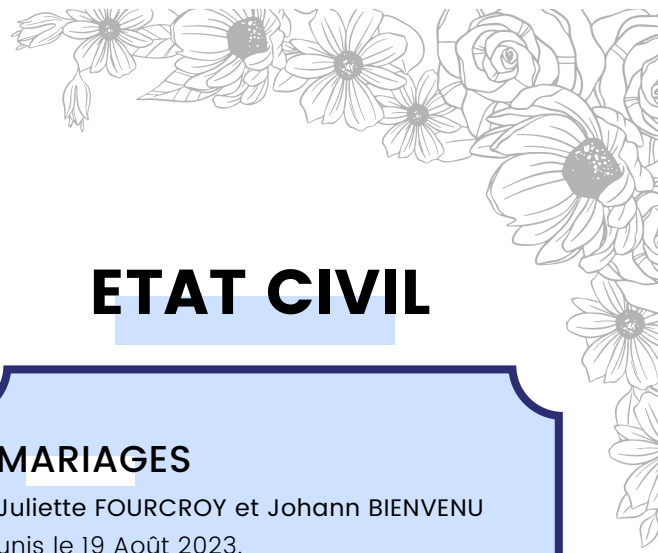 ETAT CIVIL
MARIAGES
Juliette FOURCROY et Johann BIENVENU
unis le 19 Août 2023.